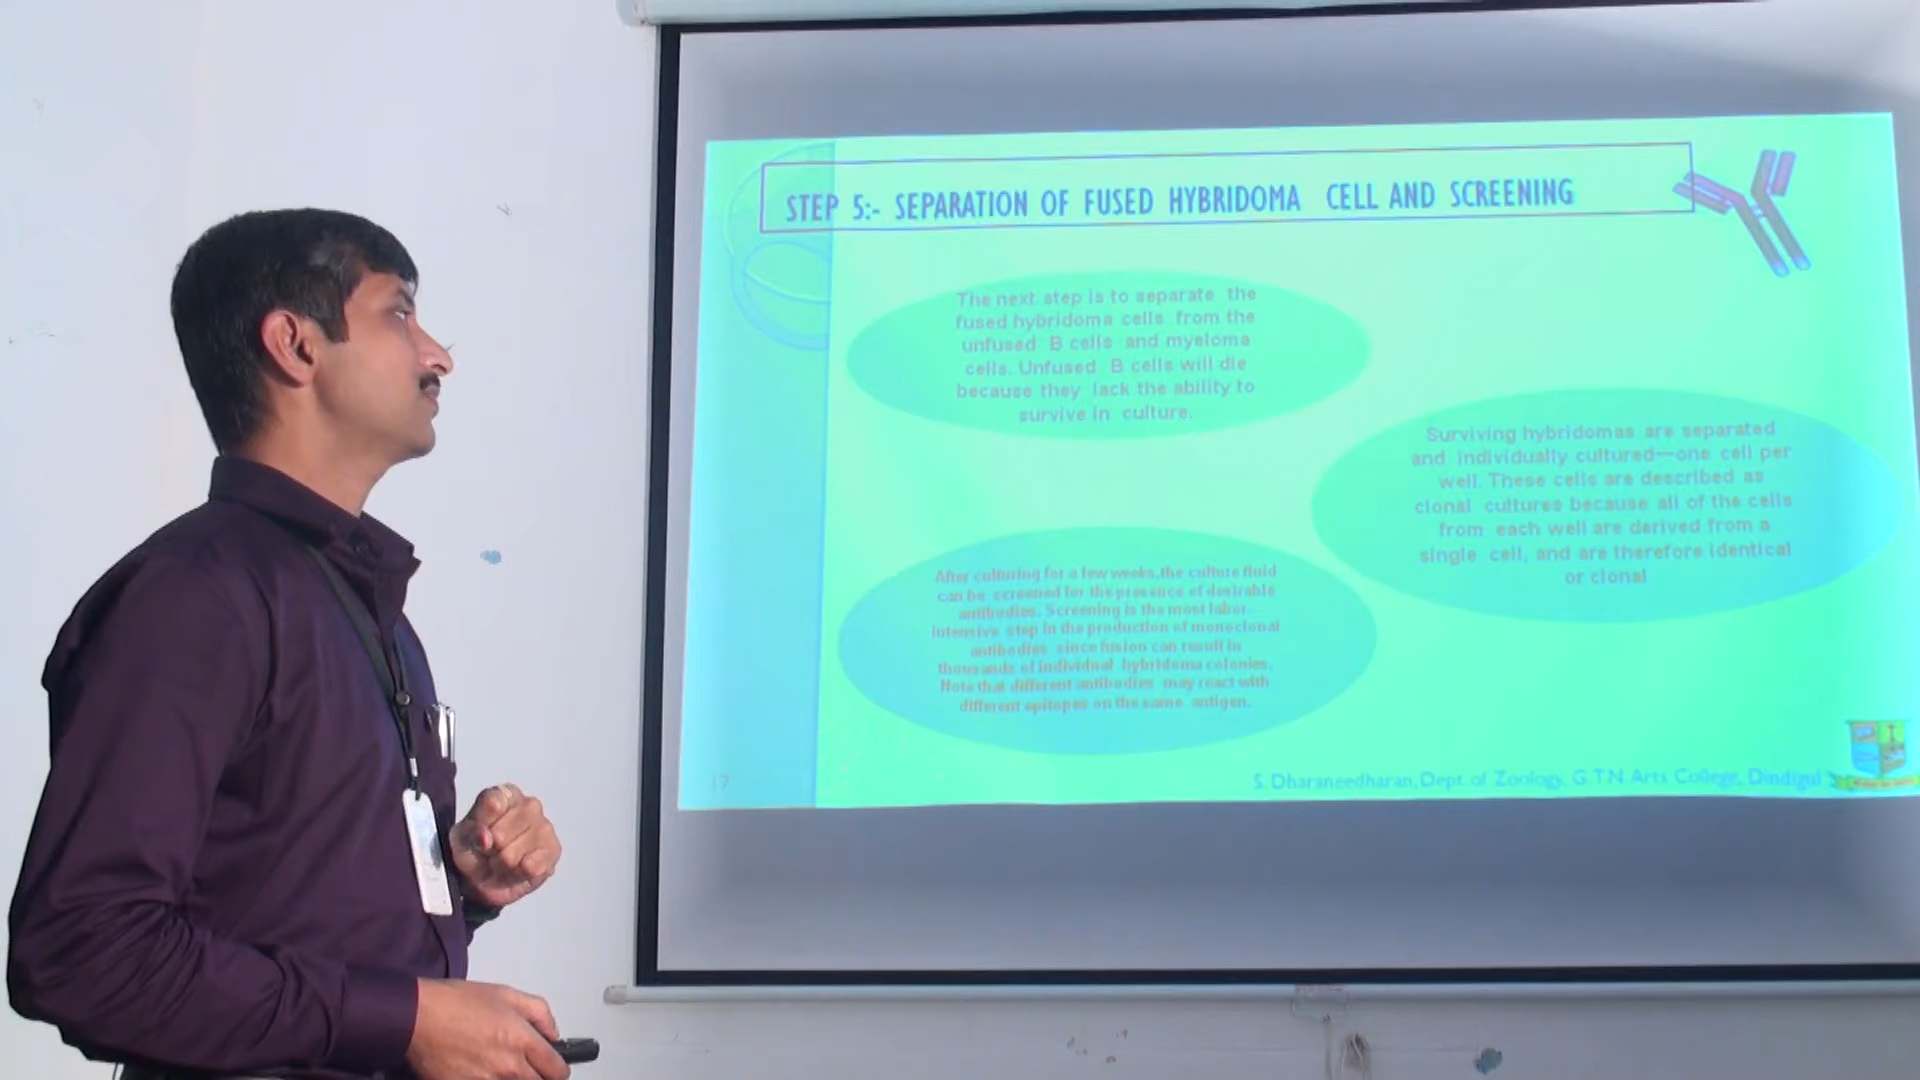 STEP 5:- SEPARATION OF FUSED HYBRIDOMA CELL AND SCREENING
The next step is to separate the
fused hybridoma cells from the
unfused B cells and myeloma
cells. Unfused B cells will die
because they lack the ability to
survive in culture.
Surviving hybridomas are separated
and individually cultured—one cell per
well. These cells are described as
clonal cultures because all of the cells
from each well are derived from a
single cell, and are therefore identical
or clonal
After culturing for a few weeks,the culture fluid
can be screened for the presence of desirable
antibodies. Screening is the most labor
intensive step in the production of monoclonal
antibodies since fusion can result in
thousands of individual hybridoma colonies.
Note that different antibodies may react with
different epitopes on the same antigen.
17
S. Dharaneedharan, Dept. of Zoology, G.T.N. Arts College, Dindigul